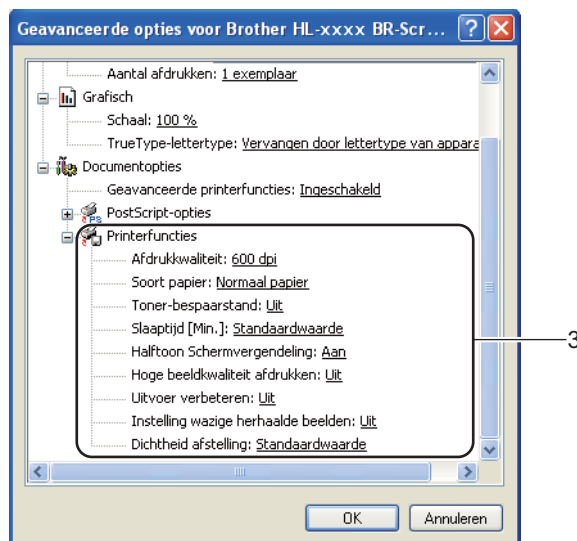 Geavanceerde opties voor Brother HL-xxxx BR-Scr...
Aantal afdrukken: 1 exemplaar
Grafisch
Schaal: 100 %
TrueType-lettertype: Vervangen door lettertype van appara
Documentopties
Geavanceerde printerfuncties: Ingeschakeld
PS PostScript-opties
Printerfuncties
Afdrukkwaliteit: 600 dpi
Soort papier: Normaal papier
Toner-bespaarstand: Uit
Slaaptijd [Min.]: Standaardwaarde
Halftoon Schermvergendeling: Aan
3
Hoge beeldkwaliteit afdrukken: Uit
Uitvoer verbeteren: Uit
Instelling wazige herhaalde beelden: Uit
Dichtheid afstelling: Standaardwaarde
OK Annuleren